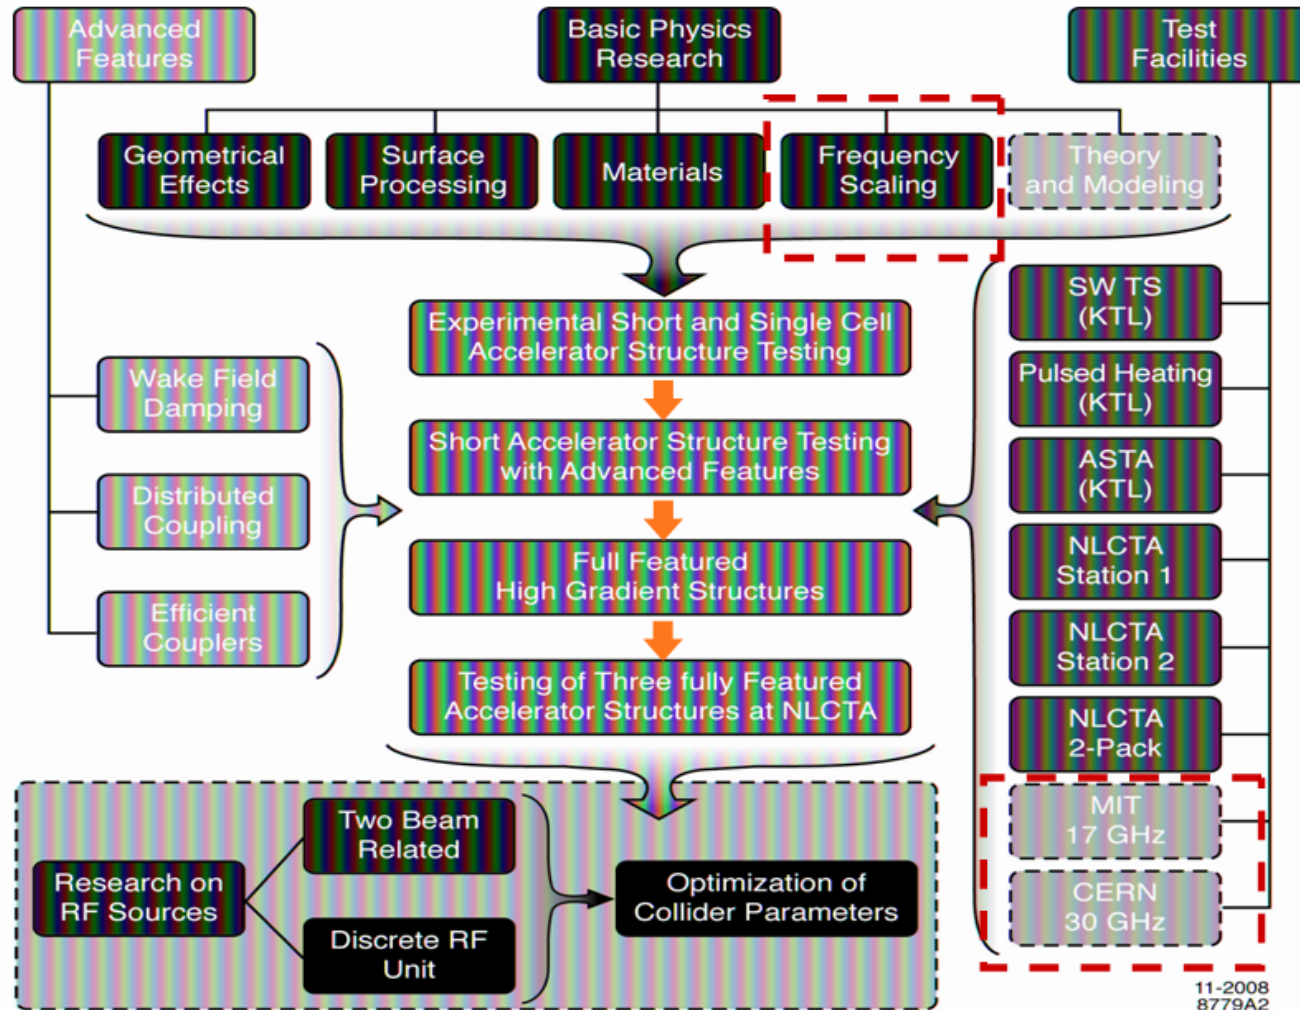 Advanced
Features
Basic Physics
Research
Test
Facilities
Geometrical
Effects
Surface
Processing
Materials
Frequency
Scaling
Theory
and Modeling
Experimental Short and Single Cell
Accelerator Structure Testing
Short Accelerator Structure Testing
with Advanced Features
Full Featured
High Gradient Structures
Testing of Three fully Featured
Accelerator Structures at NLCTA
Wake Field
Damping
Distributed
Coupling
Efficient
Couplers
SW TS
(KTL)
Pulsed Heating
(KTL)
ASTA
(KTL)
NLCTA
Station 1
NLCTA
Station 2
NLCTA
2-Pack
MIT
17 GHz
CERN
30 GHz
Research on
RF Sources
Two Beam
Related
Discrete RF
Unit
Optimization of
Collider Parameters
11-2008
8779A2